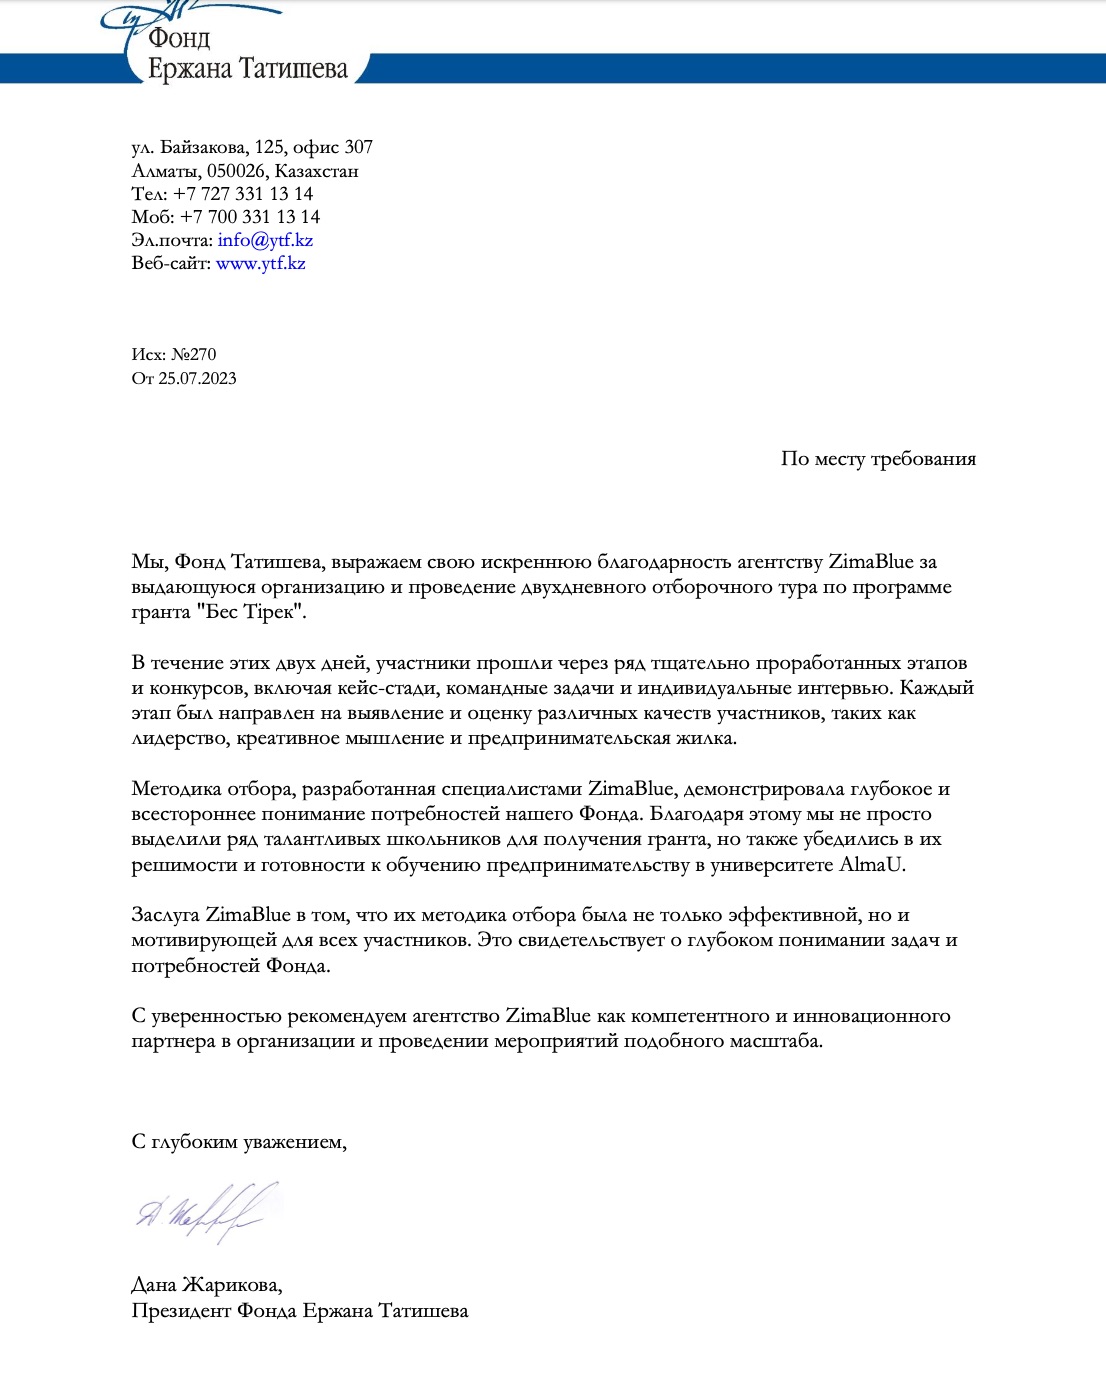 Фонд
Ержана Татишева
ул. Байзакова, 125, офис 307
Алматы, 050026, Казахстан
Тел: +7 727 331 13 14
Моб: +7 700 331 13 14
Эл.почта: info@ytf.kz
Веб-сайт: www.ytf.kz
Исх: №270
От 25.07.2023
По месту требования
Мы, Фонд Татишева, выражаем свою искреннюю благодарность агентству ZimaBlue за
выдающуюся организацию и проведение двухдневного отборочного тура по программе
гранта "Бес Тірек".
В течение этих двух дней, участники прошли через ряд тщательно проработанных этапов
и конкурсов, включая кейс-стади, командные задачи и индивидуальные интервью. Каждый
этап был направлен на выявление и оценку различных качеств участников, таких как
лидерство, креативное мышление и предпринимательская жилка.
Методика отбора, разработанная специалистами ZimaBlue, демонстрировала глубокое и
всестороннее понимание потребностей нашего Фонда. Благодаря этому мы не просто
выделили ряд талантливых школьников для получения гранта, но также убедились в их
решимости и готовности к обучению предпринимательству в университете AlmaU.
Заслуга ZimaBlue в том, что их методика отбора была не только эффективной, но и
мотивирующей для всех участников. Это свидетельствует о глубоком понимании задач и
потребностей Фонда.
С уверенностью рекомендуем агентство ZimaBlue как компетентного и инновационного
партнера в организации и проведении мероприятий подобного масштаба.
С глубоким уважением,
Дана Жарикова,
Президент Фонда Ержана Татишева